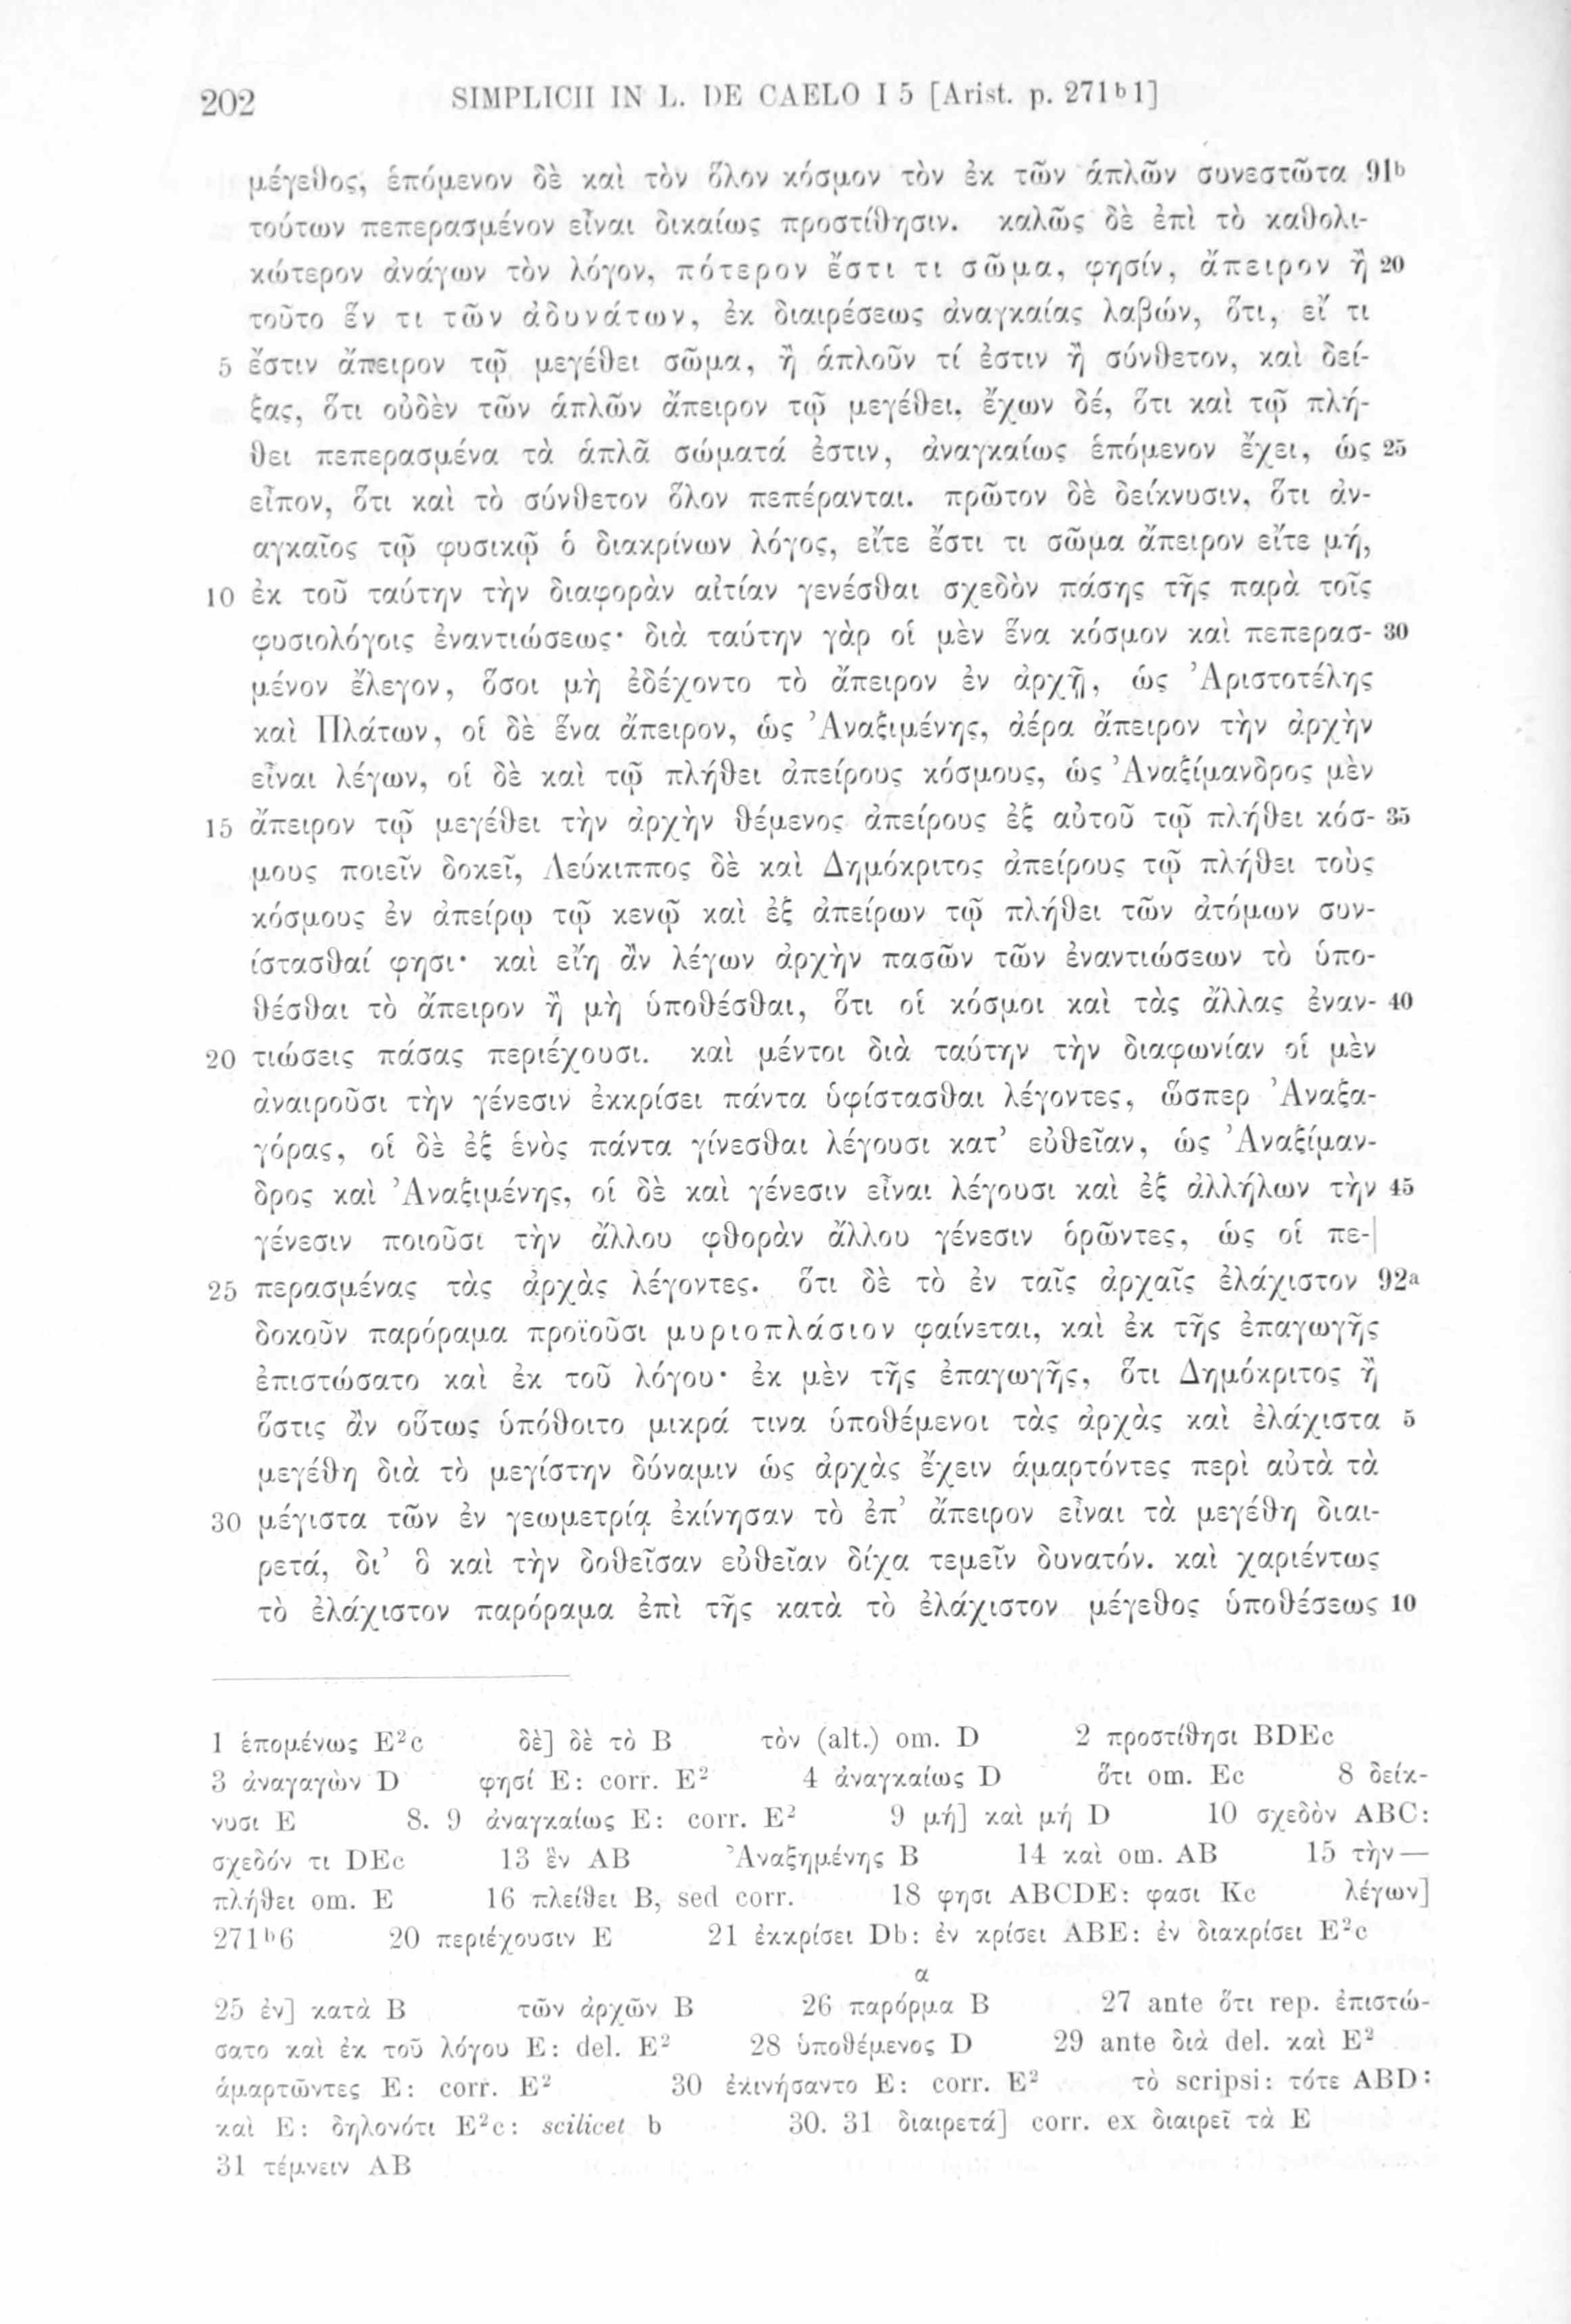 202 SIMPLICII IN L. DE CAELO I 5 [Arist. p. 271ᵇ1]
μέγεθος, ἑπόμενον δὲ καὶ τὸν ὅλον κόσμον τὸν ἐκ τῶν ἁπλῶν συνεστῶτα 91ᵇ
τούτων πεπερασμένον εἶναι δικαίως προστίθησιν. καλῶς δὲ ἐπὶ τὸ καθολι-
κώτερον ἀνάγων τὸν λόγον, πότερον ἔστι τι σῶμα, φησίν, ἄπειρον ἢ 20
τοῦτο ἕν τι τῶν ἀδυνάτων, ἐκ διαιρέσεως ἀναγκαίας λαβών, ὅτι, εἴ τι
5 ἔστιν ἄπειρον τῷ μεγέθει σῶμα, ἢ ἁπλοῦν τί ἐστιν ἢ σύνθετον, καὶ δεί-
ξας, ὅτι οὐδὲν τῶν ἁπλῶν ἄπειρον τῷ μεγέθει, ἔχων δέ, ὅτι καὶ τῷ πλή-
θει πεπερασμένα τὰ ἁπλᾶ σώματά ἐστιν, ἀναγκαίως ἑπόμενον ἔχει, ὡς 25
εἶπον, ὅτι καὶ τὸ σύνθετον ὅλον πεπέρανται. πρῶτον δὲ δείκνυσιν, ὅτι ἀν-
αγκαῖος τῷ φυσικῷ ὁ διακρίνων λόγος, εἴτε ἔστι τι σῶμα ἄπειρον εἴτε μή,
10 ἐκ τοῦ ταύτην τὴν διαφορὰν αἰτίαν γενέσθαι σχεδὸν πάσης τῆς παρὰ τοῖς
φυσιολόγοις ἐναντιώσεως· διὰ ταύτην γὰρ οἱ μὲν ἕνα κόσμον καὶ πεπερασ- 30
μένον ἔλεγον, ὅσοι μὴ ἐδέχοντο τὸ ἄπειρον ἐν ἀρχῇ, ὡς Ἀριστοτέλης
καὶ Πλάτων, οἱ δὲ ἕνα ἄπειρον, ὡς Ἀναξιμένης, ἀέρα ἄπειρον τὴν ἀρχὴν
εἶναι λέγων, οἱ δὲ καὶ τῷ πλήθει ἀπείρους κόσμους, ὡς Ἀναξίμανδρος μὲν
15 ἄπειρον τῷ μεγέθει τὴν ἀρχὴν θέμενος ἀπείρους ἐξ αὐτοῦ τῷ πλήθει κόσ- 35
μους ποιεῖν δοκεῖ, Λεύκιππος δὲ καὶ Δημόκριτος ἀπείρους τῷ πλήθει τοὺς
κόσμους ἐν ἀπείρῳ τῷ κενῷ καὶ ἐξ ἀπείρων τῷ πλήθει τῶν ἀτόμων συν-
ίστασθαί φησι· καὶ εἴη ἂν λέγων ἀρχὴν πασῶν τῶν ἐναντιώσεων τὸ ὑπο-
θέσθαι τὸ ἄπειρον ἢ μὴ ὑποθέσθαι, ὅτι οἱ κόσμοι καὶ τὰς ἄλλας ἐναν- 40
20 τιώσεις πάσας περιέχουσι. καὶ μέντοι διὰ ταύτην τὴν διαφωνίαν οἱ μὲν
ἀναιροῦσι τὴν γένεσιν ἐκκρίσει πάντα ὑφίστασθαι λέγοντες, ὥσπερ Ἀναξα-
γόρας, οἱ δὲ ἐξ ἑνὸς πάντα γίνεσθαι λέγουσι κατ’ εὐθεῖαν, ὡς Ἀναξίμαν-
δρος καὶ Ἀναξιμένης, οἱ δὲ καὶ γένεσιν εἶναι λέγουσι καὶ ἐξ ἀλλήλων τὴν 45
γένεσιν ποιοῦσι τὴν ἄλλου φθορὰν ἄλλου γένεσιν ὁρῶντες, ὡς οἱ πε-|
25 περασμένας τὰς ἀρχὰς λέγοντες. ὅτι δὲ τὸ ἐν ταῖς ἀρχαῖς ἐλάχιστον 92ᵃ
δοκοῦν παρόραμα προϊοῦσι μυριοπλάσιον φαίνεται, καὶ ἐκ τῆς ἐπαγωγῆς
ἐπιστώσατο καὶ ἐκ τοῦ λόγου· ἐκ μὲν τῆς ἐπαγωγῆς, ὅτι Δημόκριτος ἢ
ὅστις ἂν οὕτως ὑπόθοιτο μικρά τινα ὑποθέμενοι τὰς ἀρχὰς καὶ ἐλάχιστα 5
μεγέθη διὰ τὸ μεγίστην δύναμιν ὡς ἀρχὰς ἔχειν ἁμαρτόντες περὶ αὐτὰ τὰ
30 μέγιστα τῶν ἐν γεωμετρίᾳ ἐκίνησαν τὸ ἐπ’ ἄπειρον εἶναι τὰ μεγέθη διαι-
ρετά, δι’ ὃ καὶ τὴν δοθεῖσαν εὐθεῖαν δίχα τεμεῖν δυνατόν. καὶ χαριέντως
τὸ ἐλάχιστον παρόραμα ἐπὶ τῆς κατὰ τὸ ἐλάχιστον μέγεθος ὑποθέσεως 10
1 ἑπομένως E²c δὲ] δὲ τὸ B τὸν (alt.) om. D 2 προστίθησι BDEc
3 ἀναγαγὼν D φησί E: corr. E² 4 ἀναγκαίως D ὅτι om. Ec 8 δείκ-
νυσι E 8. 9 ἀναγκαίως E: corr. E² 9 μή] καὶ μή D 10 σχεδὸν ABC:
σχεδόν τι DEc 13 ἓν AB Ἀναξημένης B 14 καὶ om. AB 15 τὴν—
πλήθει om. E 16 πλείθει B, sed corr. 18 φησι ABCDE: φασι Kc λέγων]
271ᵇ6 20 περιέχουσιν E 21 ἐκκρίσει Db: ἐν κρίσει ABE: ἐν διακρίσει E²c
α
25 ἐν] κατὰ B τῶν ἀρχῶν B 26 παρόρμα B 27 ante ὅτι rep. ἐπιστώ-
σατο καὶ ἐκ τοῦ λόγου E: del. E² 28 ὑποθέμενος D 29 ante διὰ del. καὶ E²
ἁμαρτῶντες E: corr. E² 30 ἐκινήσαντο E: corr. E² τὸ scripsi: τότε ABD:
καὶ E: δηλονότι E²c: scilicet b 30. 31 διαιρετά] corr. ex διαιρεῖ τὰ E
31 τέμνειν AB